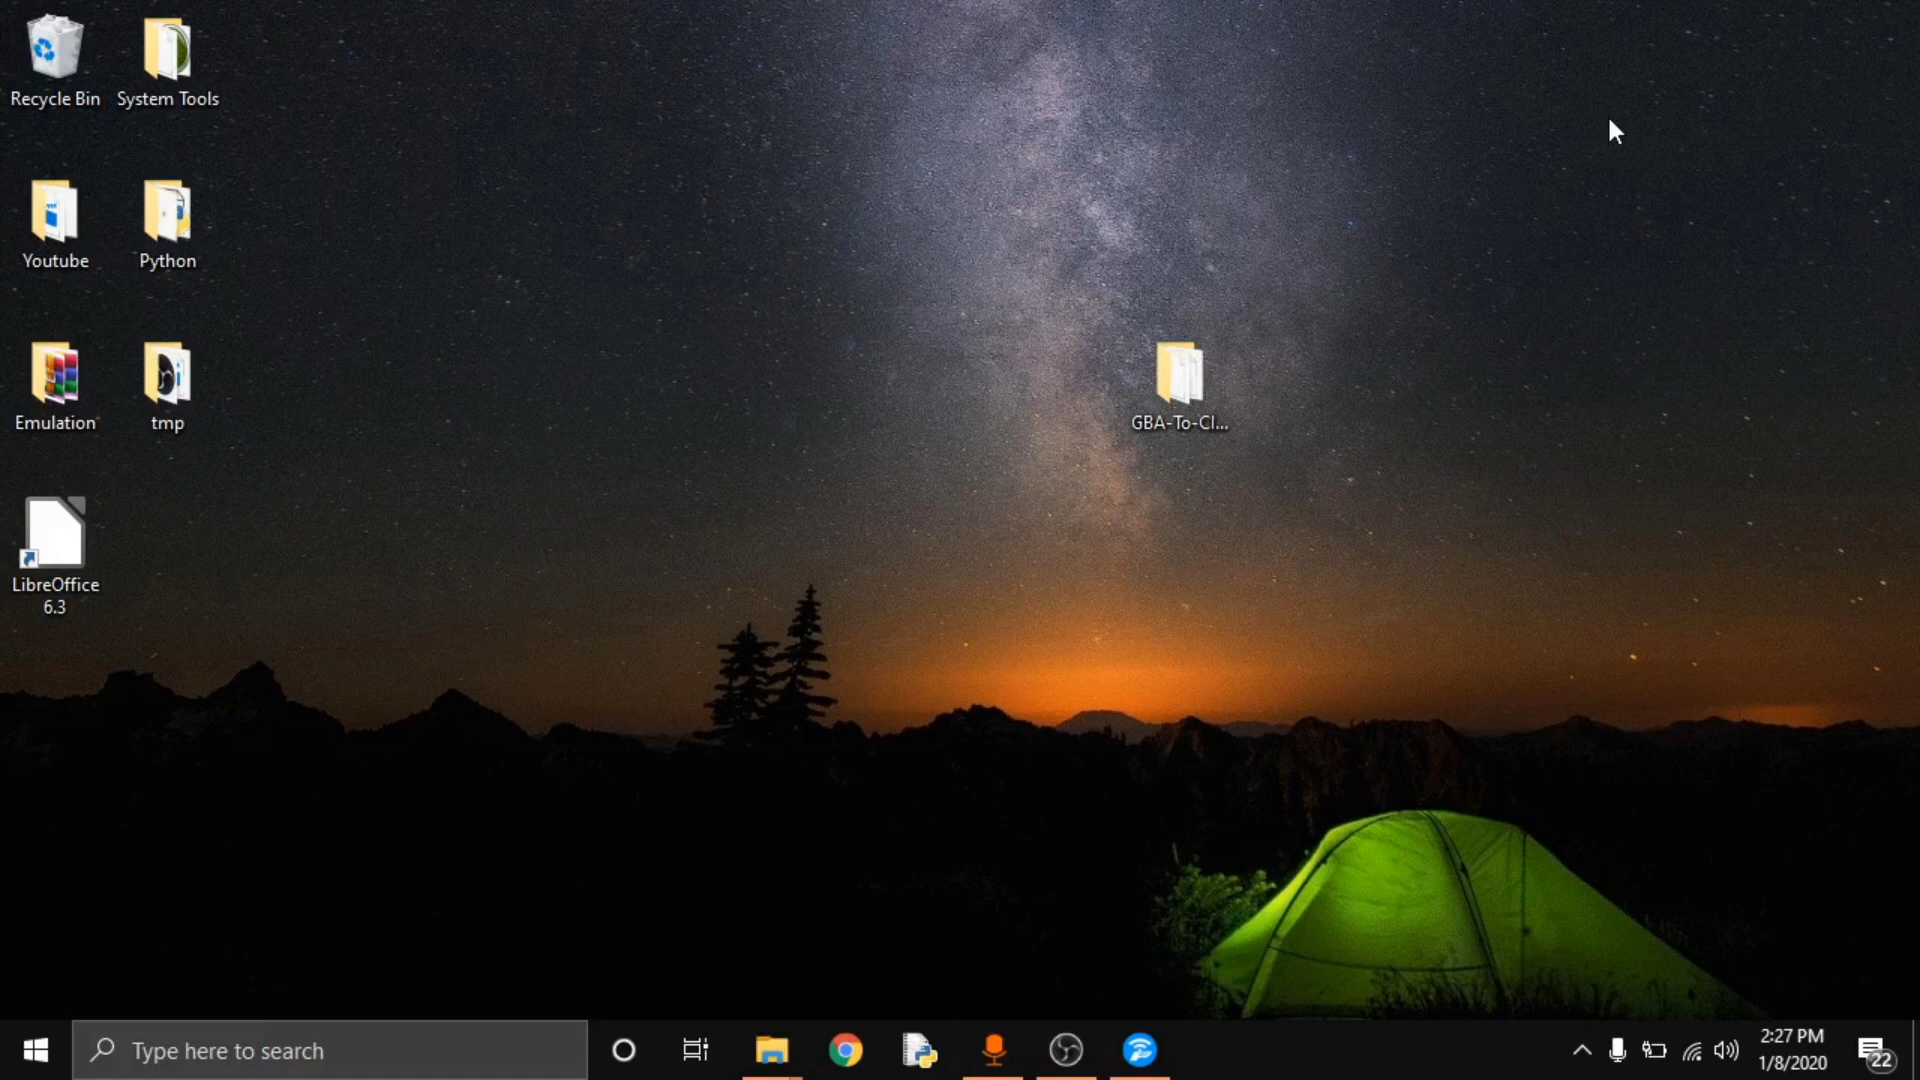 Recycle Bin
System Tools
Youtube
Python
Emulation
tmp
GBA-To-CI...
LibreOffice
6.3
Type here to search
2:27 PM
1/8/2020
22